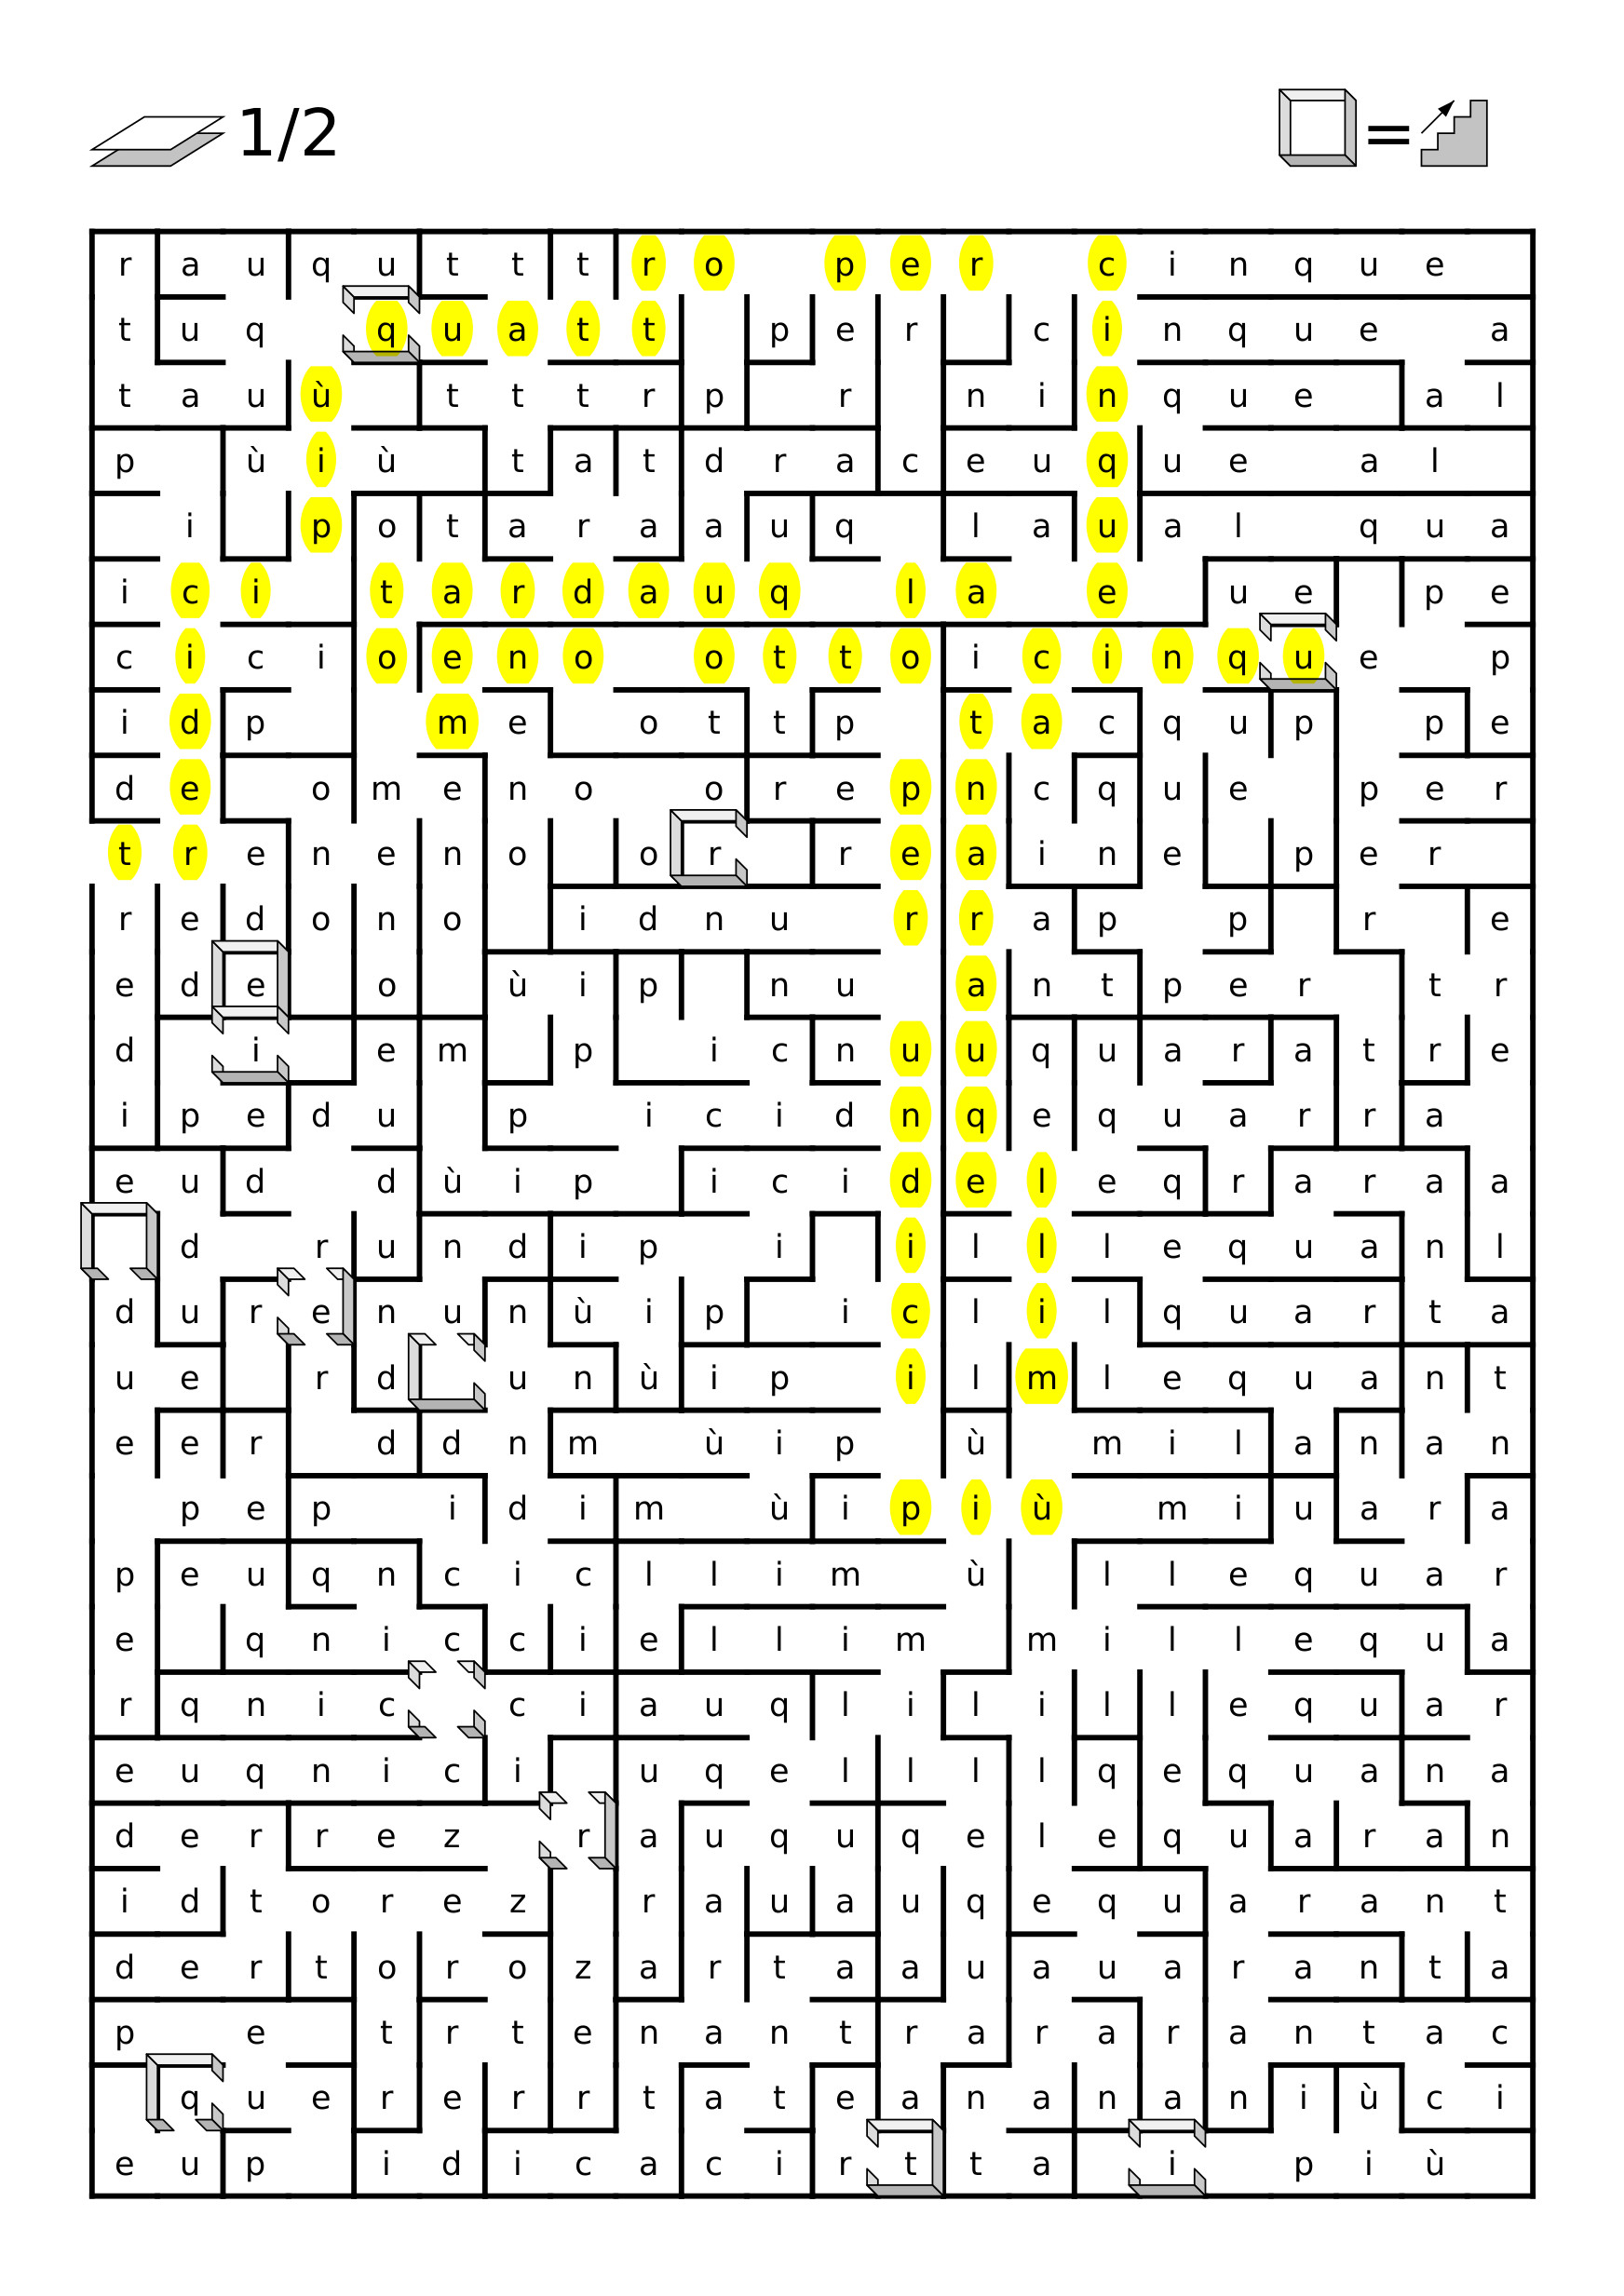 1/2 =
r a u q u t t t r o p e r c i n q u e
t u q q u a t t t p e r c i n q u e a
t a u ù t t t r p r n i n q u e a l
p ù i ù t a t d r a c e u q u e a l
i p o t a r a a u q l a u a l q u a
i c i t a r d a u q l a e u e p e
c i c i o e n o o t t o i c i n q u e p
i d p m e o t t p t a c q u p p e
d e o m e n o o r e p n c q u e p e r
t r e n e n o o r r e a i n e p e r
r e d o n o i d n u r r a p p r e
e d e o ù i p n u a n t p e r t r
d i e m p i c n u u q u a r a t r e
i p e d u p i c i d n q e q u a r r a
e u d d ù i p i c i d e l e q r a r a a
d r u n d i p i i l l l e q u a n l
d u r e n u n ù i p i c l i l q u a r t a
u e r d u n ù i p i l m l e q u a n t
e e r d d n m ù i p ù m i l a n a n
p e p i d i m ù i p i ù m i u a r a
p e u q n c i c l l i m ù l l e q u a r
e q n i c c i e l l i m m i l l e q u a
r q n i c c i a u q l i l i l l e q u a r
e u q n i c i u q e l l l l q e q u a n a
d e r r e z r a u q u q e l e q u a r a n
i d t o r e z r a u a u q e q u a r a n t
d e r t o r o z a r t a a u a u a r a n t a
p e t r t e n a n t r a r a r a n t a c
q u e r e r r t a t e a n a n a n i ù c i
e u p i d i c a c i r t t a i p i ù